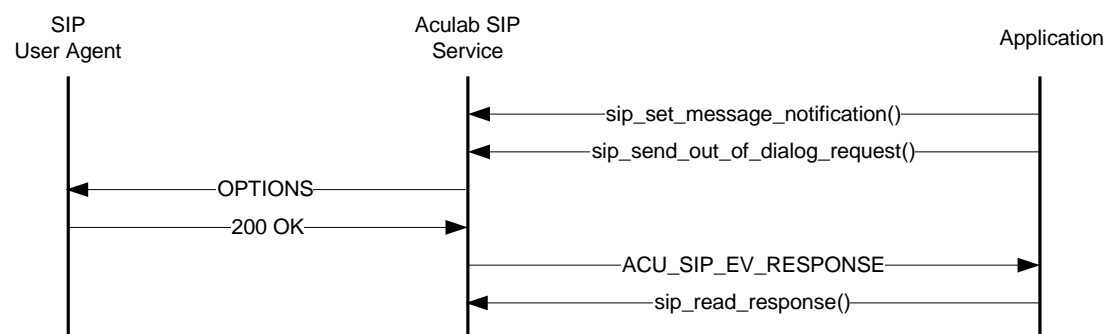 SIP
User Agent
Aculab SIP
Service
Application
sip_set_message_notification()
sip_send_out_of_dialog_request()
OPTIONS
200 OK
ACU_SIP_EV_RESPONSE
sip_read_response()